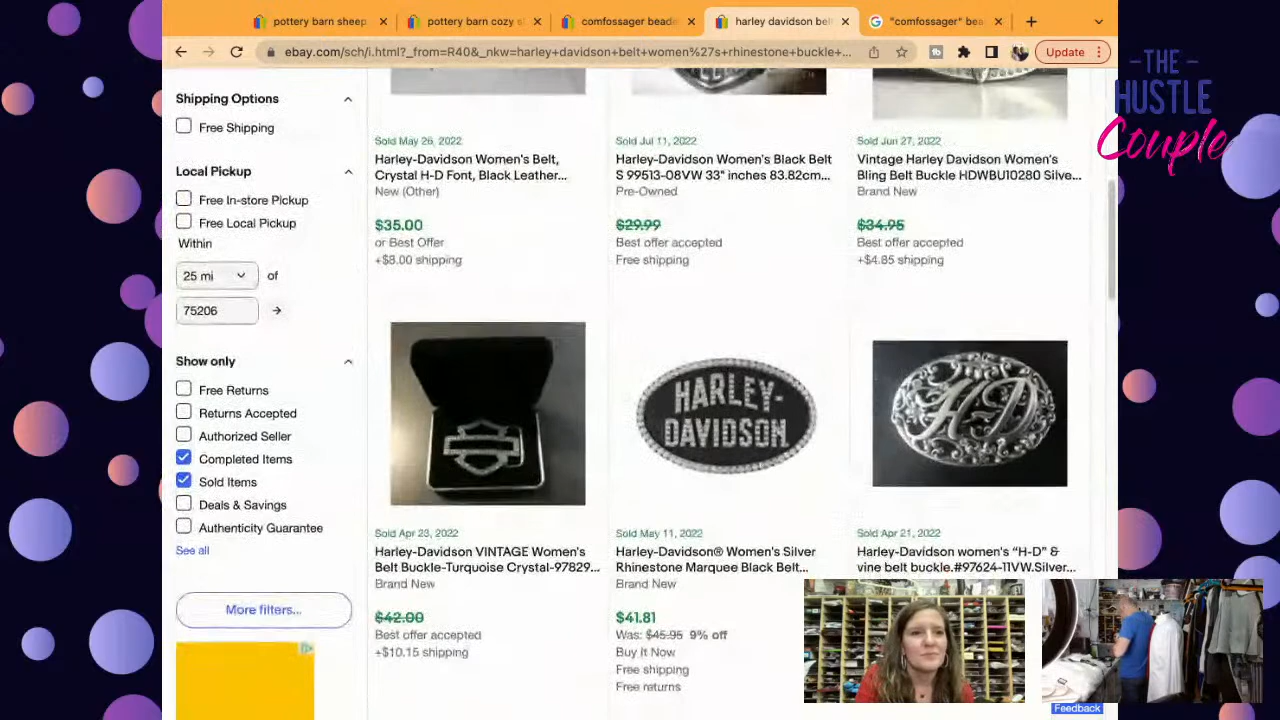 pottery barn sheep
pottery barn cozy s
comfossager beade
harley davidson bel
"comfossager" bea
ebay.com/sch/i.html?_from=R40&_nkw=harley+davidson+belt+women%27s+rhinestone+buckle+...
Update
-THE-
HUSTLE
Couple
Shipping Options
Free Shipping
Local Pickup
Free In-store Pickup
Free Local Pickup
Within
25 mi
of
75206
Show only
Free Returns
Returns Accepted
Authorized Seller
Completed Items
Sold Items
Deals & Savings
Authenticity Guarantee
See all
More filters...
Sold May 26, 2022
Harley-Davidson Women's Belt,
Crystal H-D Font, Black Leather...
New (Other)
$35.00
or Best Offer
+$8.00 shipping
Sold Jul 11, 2022
Harley-Davidson Women's Black Belt
S 99513-08VW 33" inches 83.82cm...
Pre-Owned
$29.99
Best offer accepted
Free shipping
Sold Jun 27, 2022
Vintage Harley Davidson Women's
Bling Belt Buckle HDWBU10280 Silve...
Brand New
$34.95
Best offer accepted
+$4.85 shipping
HARLEY-
DAVIDSON
HD
Sold Apr 23, 2022
Harley-Davidson VINTAGE Women's
Belt Buckle-Turquoise Crystal-97829...
Brand New
$42.00
Best offer accepted
+$10.15 shipping
Sold May 11, 2022
Harley-Davidson® Women's Silver
Rhinestone Marquee Black Belt...
Brand New
$41.81
Was: $45.95 9% off
Buy It Now
Free shipping
Free returns
Sold Apr 21, 2022
Harley-Davidson women's "H-D" &
vine belt buckle.#97624-11VW.Silver...
Feedback